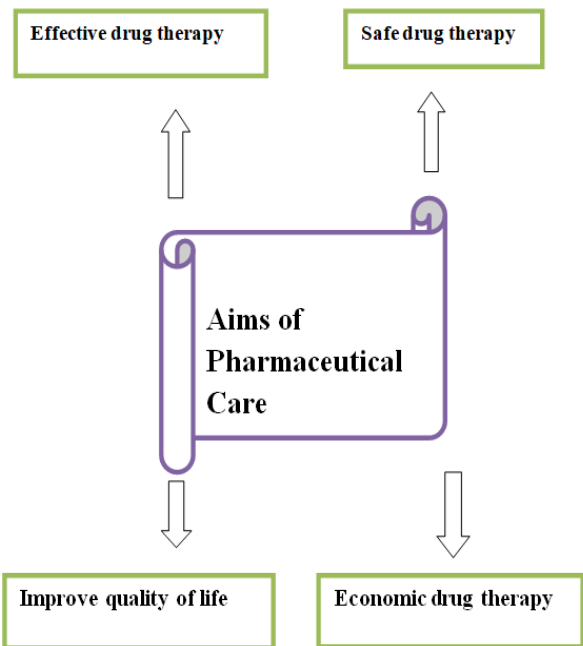 Effective drug therapy
Safe drug therapy
Aims of
Pharmaceutical
Care
Improve quality of life
Economic drug therapy